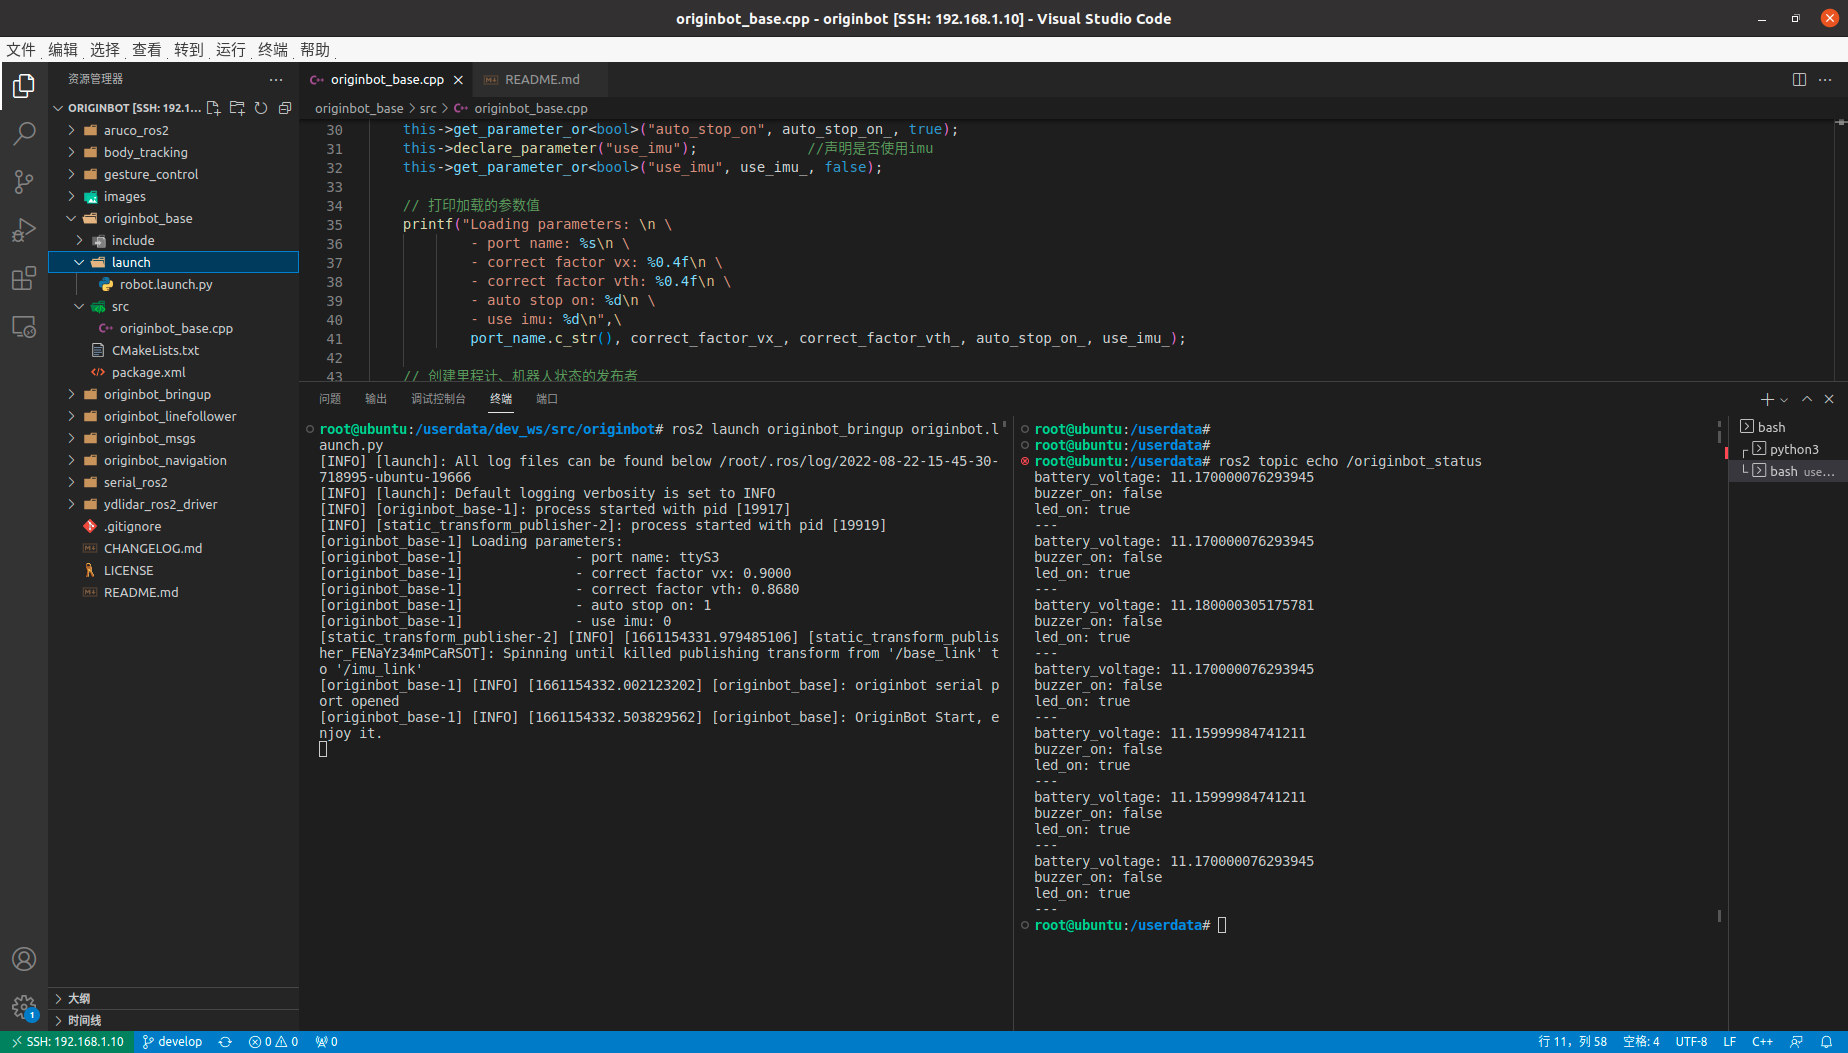 originbot_base.cpp - originbot [SSH: 192.168.1.10] - Visual Studio Code
文件 编辑 选择 查看 转到 运行 终端 帮助
资源管理器
ORIGINBOT [SSH: 192.1...
aruco_ros2
body_tracking
gesture_control
images
originbot_base
include
launch
robot.launch.py
src
originbot_base.cpp
CMakeLists.txt
package.xml
originbot_bringup
originbot_linefollower
originbot_msgs
originbot_navigation
serial_ros2
ydlidar_ros2_driver
.gitignore
CHANGELOG.md
LICENSE
README.md
大纲
时间线
originbot_base.cpp README.md
originbot_base > src > originbot_base.cpp
30 this->get_parameter_or<bool>("auto_stop_on", auto_stop_on_, true);
31 this->declare_parameter("use_imu"); //声明是否使用imu
32 this->get_parameter_or<bool>("use_imu", use_imu_, false);
33
34 // 打印加载的参数值
35 printf("Loading parameters: \n \
36 - port name: %s\n \
37 - correct factor vx: %0.4f\n \
38 - correct factor vth: %0.4f\n \
39 - auto stop on: %d\n \
40 - use imu: %d\n",\
41 port_name.c_str(), correct_factor_vx_, correct_factor_vth_, auto_stop_on_, use_imu_);
42
43 // 创建里程计、机器人状态的发布者
问题 输出 调试控制台 终端 端口
root@ubuntu:/userdata/dev_ws/src/originbot# ros2 launch originbot_bringup originbot.l
aunch.py
[INFO] [launch]: All log files can be found below /root/.ros/log/2022-08-22-15-45-30-
718995-ubuntu-19666
[INFO] [launch]: Default logging verbosity is set to INFO
[INFO] [originbot_base-1]: process started with pid [19917]
[INFO] [static_transform_publisher-2]: process started with pid [19919]
[originbot_base-1] Loading parameters:
[originbot_base-1] - port name: ttyS3
[originbot_base-1] - correct factor vx: 0.9000
[originbot_base-1] - correct factor vth: 0.8680
[originbot_base-1] - auto stop on: 1
[originbot_base-1] - use imu: 0
[static_transform_publisher-2] [INFO] [1661154331.979485106] [static_transform_publis
her_FENaYz34mPCaRSOT]: Spinning until killed publishing transform from '/base_link' t
o '/imu_link'
[originbot_base-1] [INFO] [1661154332.002123202] [originbot_base]: originbot serial p
ort opened
[originbot_base-1] [INFO] [1661154332.503829562] [originbot_base]: OriginBot Start, e
njoy it.
root@ubuntu:/userdata#
root@ubuntu:/userdata#
root@ubuntu:/userdata# ros2 topic echo /originbot_status
battery_voltage: 11.170000076293945
buzzer_on: false
led_on: true
---
battery_voltage: 11.170000076293945
buzzer_on: false
led_on: true
---
battery_voltage: 11.180000305175781
buzzer_on: false
led_on: true
---
battery_voltage: 11.170000076293945
buzzer_on: false
led_on: true
---
battery_voltage: 11.15999984741211
buzzer_on: false
led_on: true
---
battery_voltage: 11.15999984741211
buzzer_on: false
led_on: true
---
battery_voltage: 11.170000076293945
buzzer_on: false
led_on: true
---
root@ubuntu:/userdata#
bash
python3
bash use...
1
SSH: 192.168.1.10 develop 0 0 0 行 11，列 58 空格: 4 UTF-8 LF C++